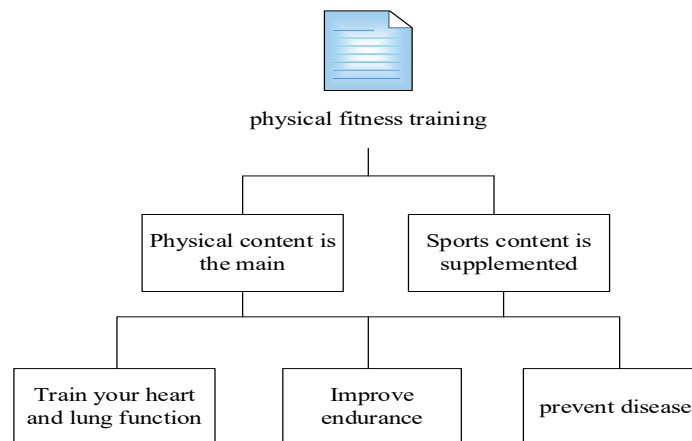 physical fitness training
Physical content is
the main
Sports content is
supplemented
Train your heart
and lung function
Improve
endurance
prevent disease